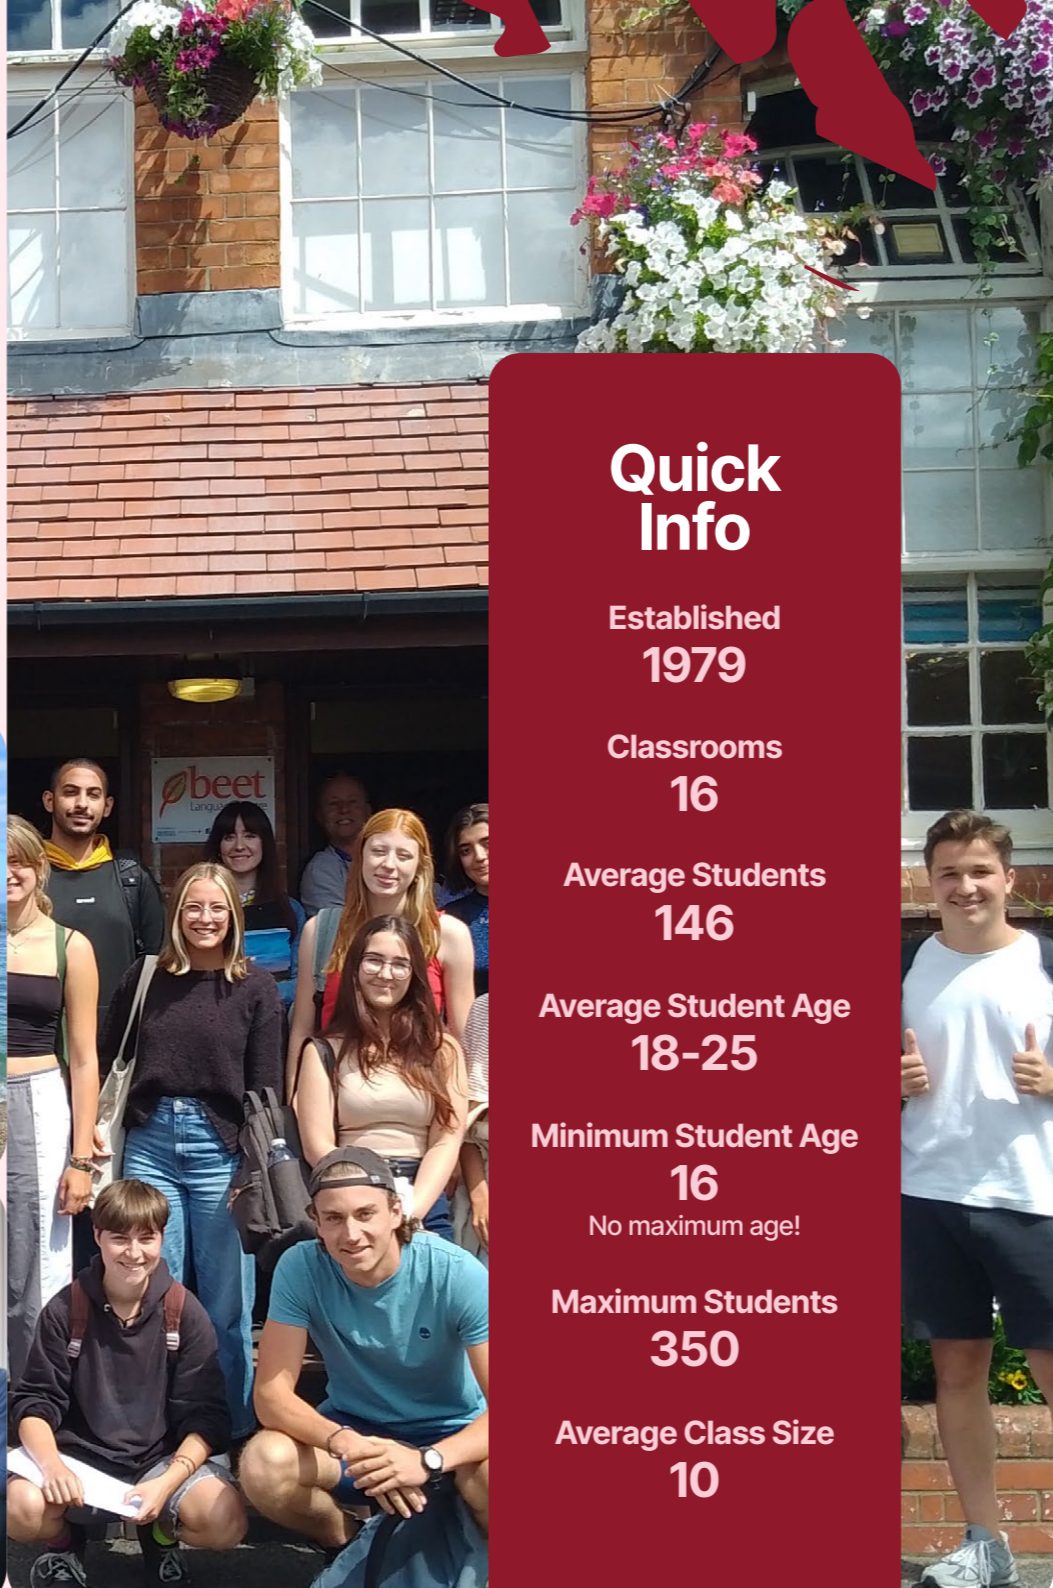 beet
Quick
Info
Established
1979
Classrooms
16
Average Students
146
Average Student Age
18-25
Minimum Student Age
16
No maximum age!
Maximum Students
350
Average Class Size
10